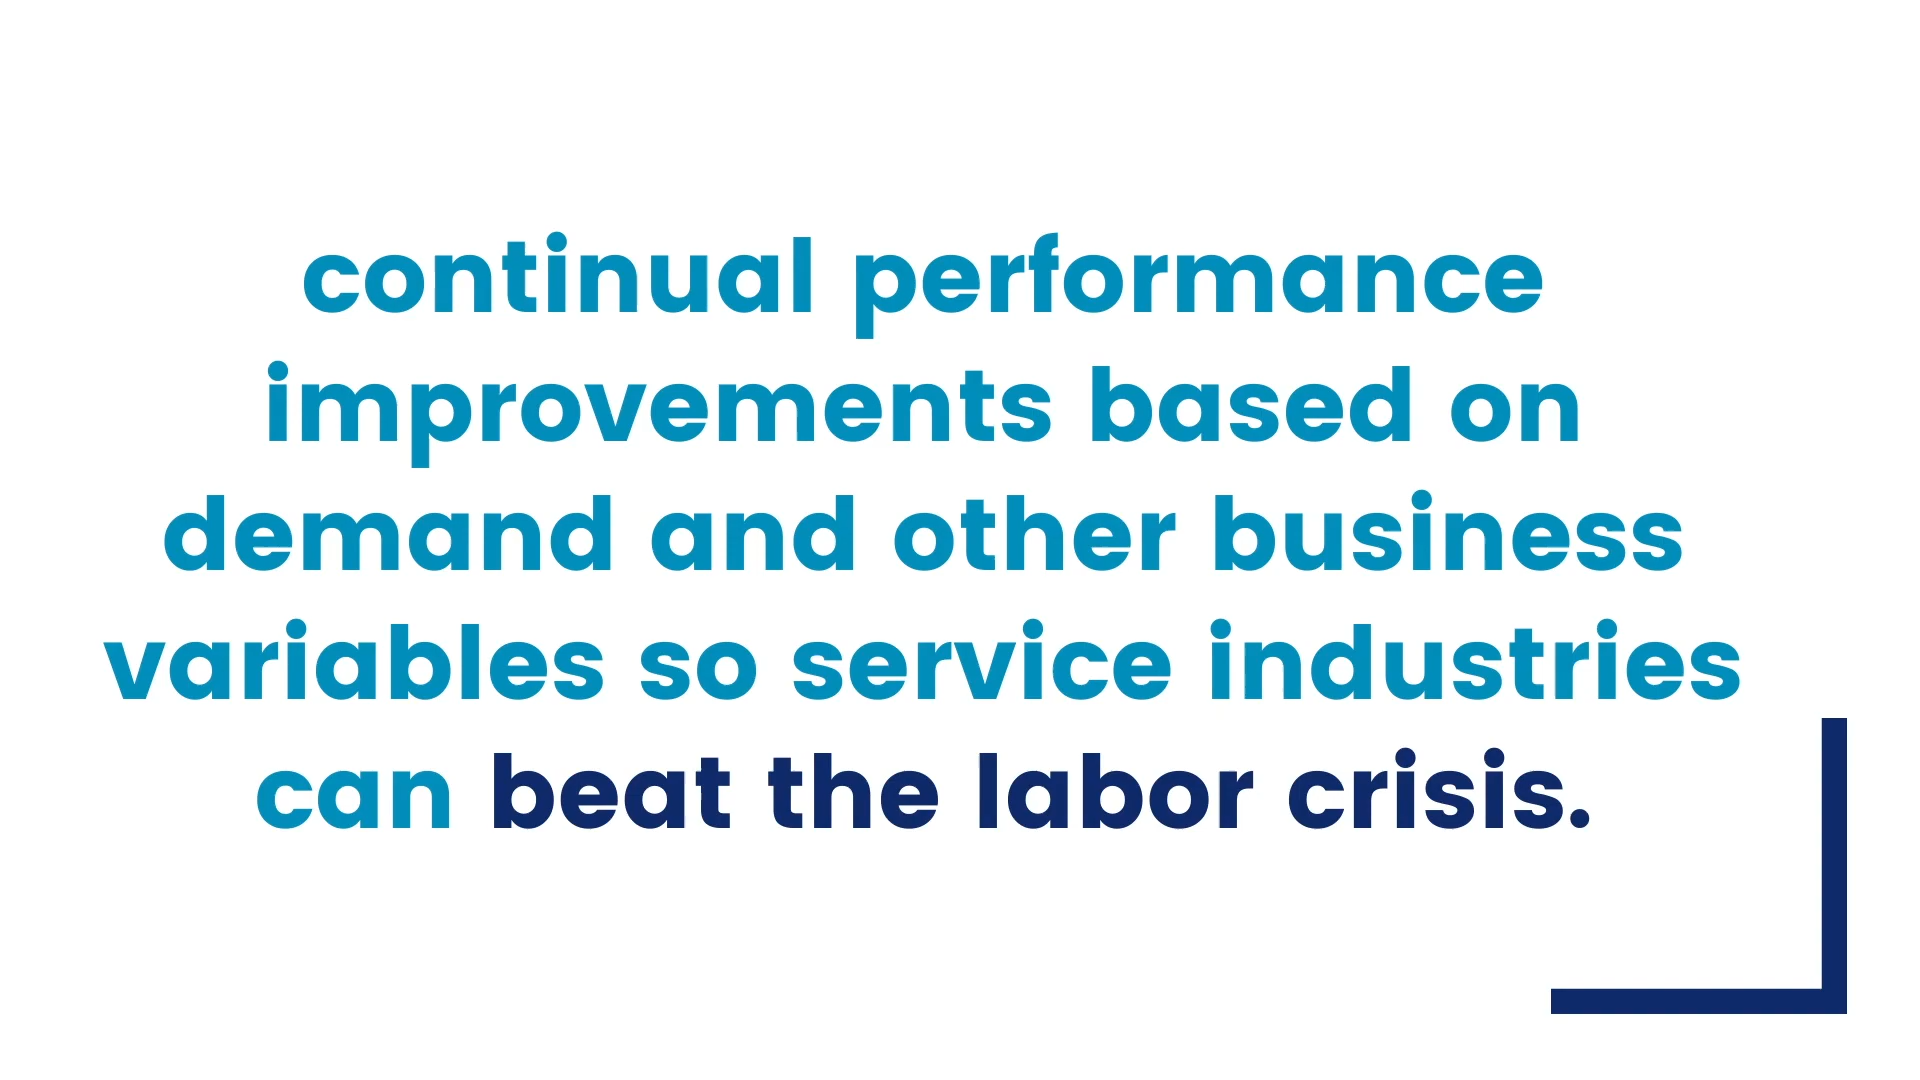 continual performance
improvements based on
demand and other business
variables so service industries
can beat the labor crisis.